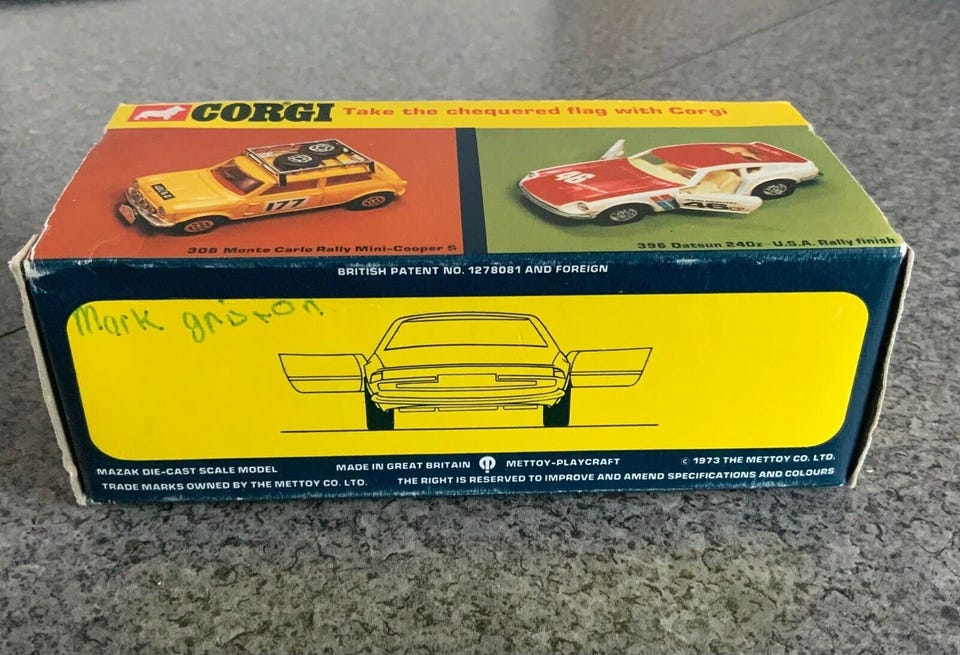 CORGI Take the chequered flag with Corgi
177
46
46
308 Monte Carlo Rally Mini-Cooper S
396 Datsun 240z - U.S.A. Rally finish
BRITISH PATENT NO. 1278081 AND FOREIGN
Mark
MAZAK DIE-CAST SCALE MODEL
MADE IN GREAT BRITAIN METTOY-PLAYCRAFT
© 1973 THE METTOY CO. LTD.
TRADE MARKS OWNED BY THE METTOY CO. LTD.
THE RIGHT IS RESERVED TO IMPROVE AND AMEND SPECIFICATIONS AND COLOURS